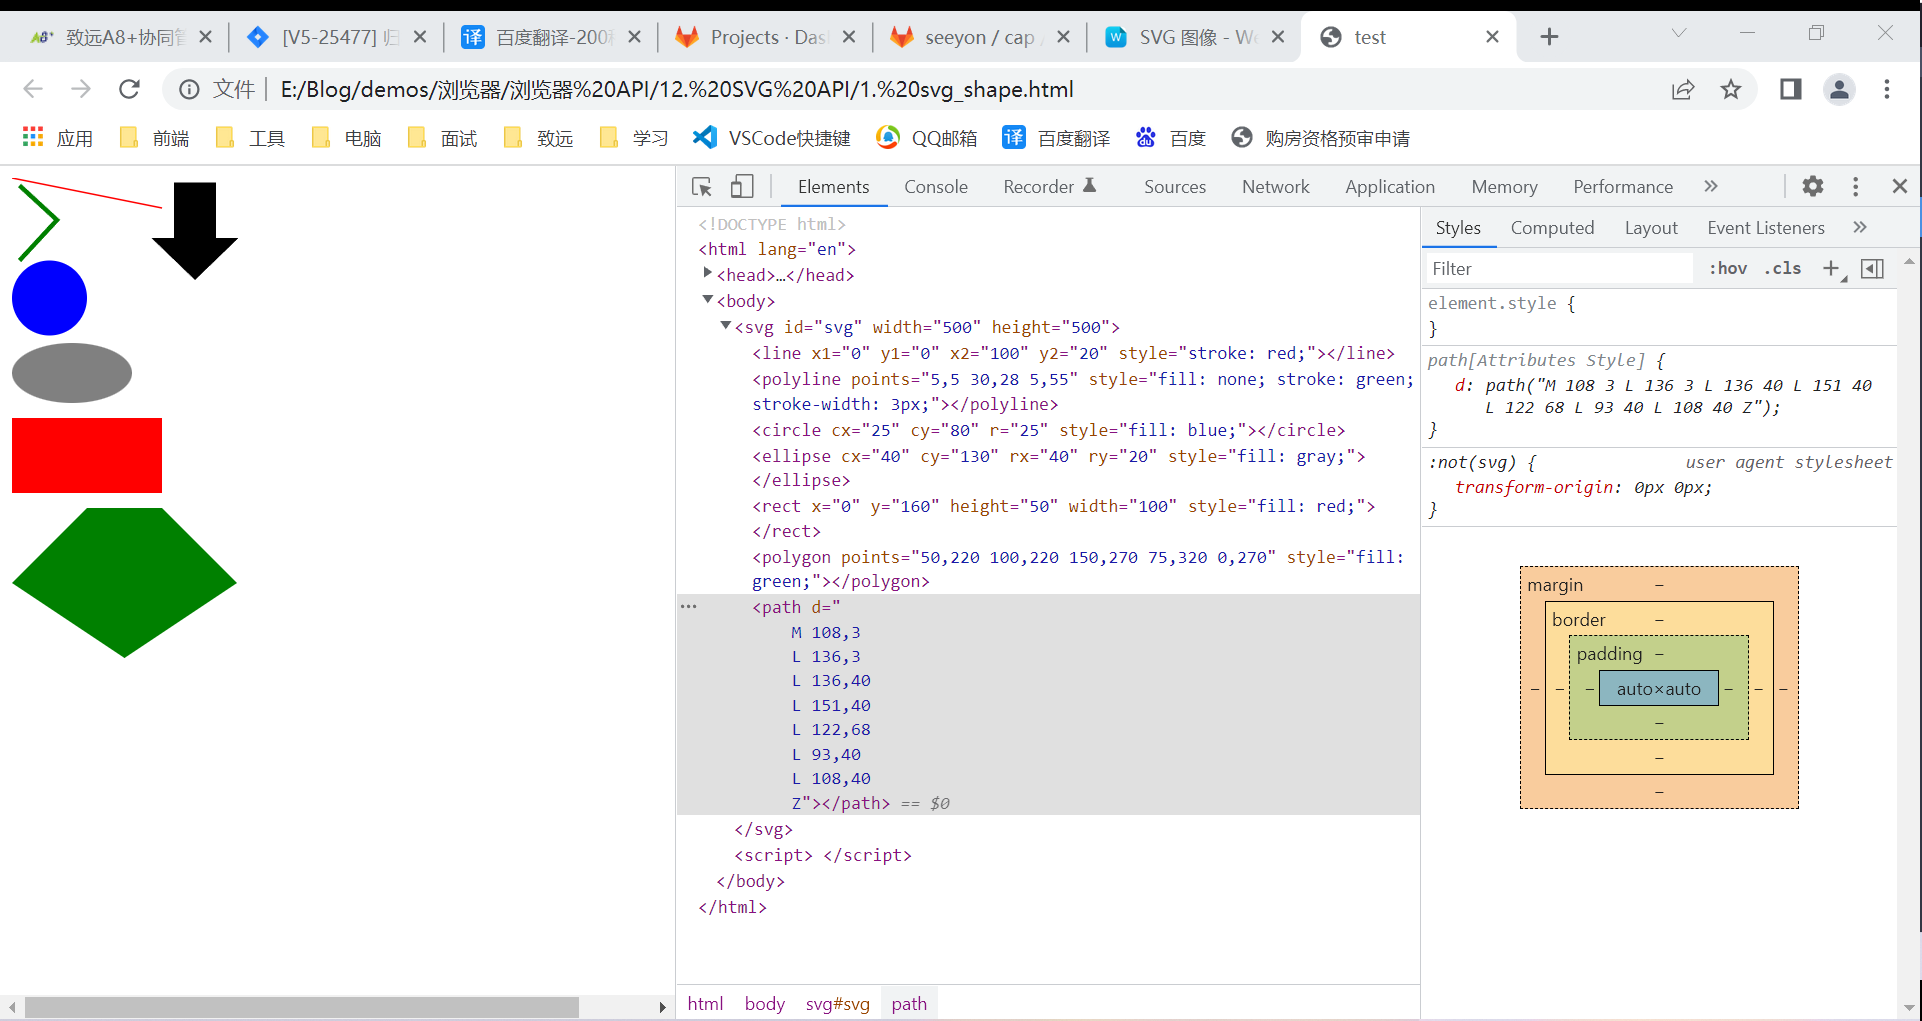 致远A8+协同管
[V5-25477] 归
百度翻译-200
Projects · Das
seeyon / cap
SVG 图像 - We
test
文件 E:/Blog/demos/浏览器/浏览器%20API/12.%20SVG%20API/1.%20svg_shape.html
应用 前端 工具 电脑 面试 致远 学习 VSCode快捷键 QQ邮箱 译 百度翻译 百度 购房资格预审申请
Elements Console Recorder Sources Network Application Memory Performance
<!DOCTYPE html>
<html lang="en">
<head>…</head>
<body>
<svg id="svg" width="500" height="500">
<line x1="0" y1="0" x2="100" y2="20" style="stroke: red;"></line>
<polyline points="5,5 30,28 5,55" style="fill: none; stroke: green;
stroke-width: 3px;"></polyline>
<circle cx="25" cy="80" r="25" style="fill: blue;"></circle>
<ellipse cx="40" cy="130" rx="40" ry="20" style="fill: gray;">
</ellipse>
<rect x="0" y="160" height="50" width="100" style="fill: red;">
</rect>
<polygon points="50,220 100,220 150,270 75,320 0,270" style="fill:
green;"></polygon>
<path d="
M 108,3
L 136,3
L 136,40
L 151,40
L 122,68
L 93,40
L 108,40
Z"></path> == $0
</svg>
<script> </script>
</body>
</html>
html body svg#svg path
Styles Computed Layout Event Listeners
Filter :hov .cls
element.style {
}
path[Attributes Style] {
d: path("M 108 3 L 136 3 L 136 40 L 151 40
L 122 68 L 93 40 L 108 40 Z");
}
:not(svg) { user agent stylesheet
transform-origin: 0px 0px;
}
margin –
border –
padding –
– – – auto×auto – – –
–
–
–